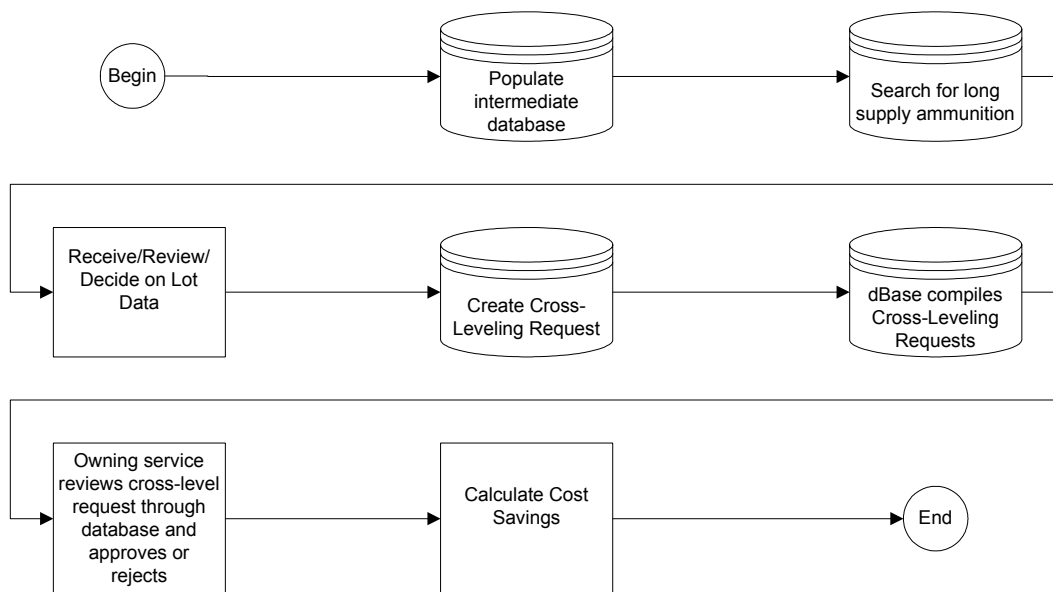 Begin
Populate
intermediate
database
Search for long
supply ammunition
Receive/Review/
Decide on Lot
Data
Create Cross-
Leveling Request
dBase compiles
Cross-Leveling
Requests
Owning service
reviews cross-level
request through
database and
approves or
rejects
Calculate Cost
Savings
End